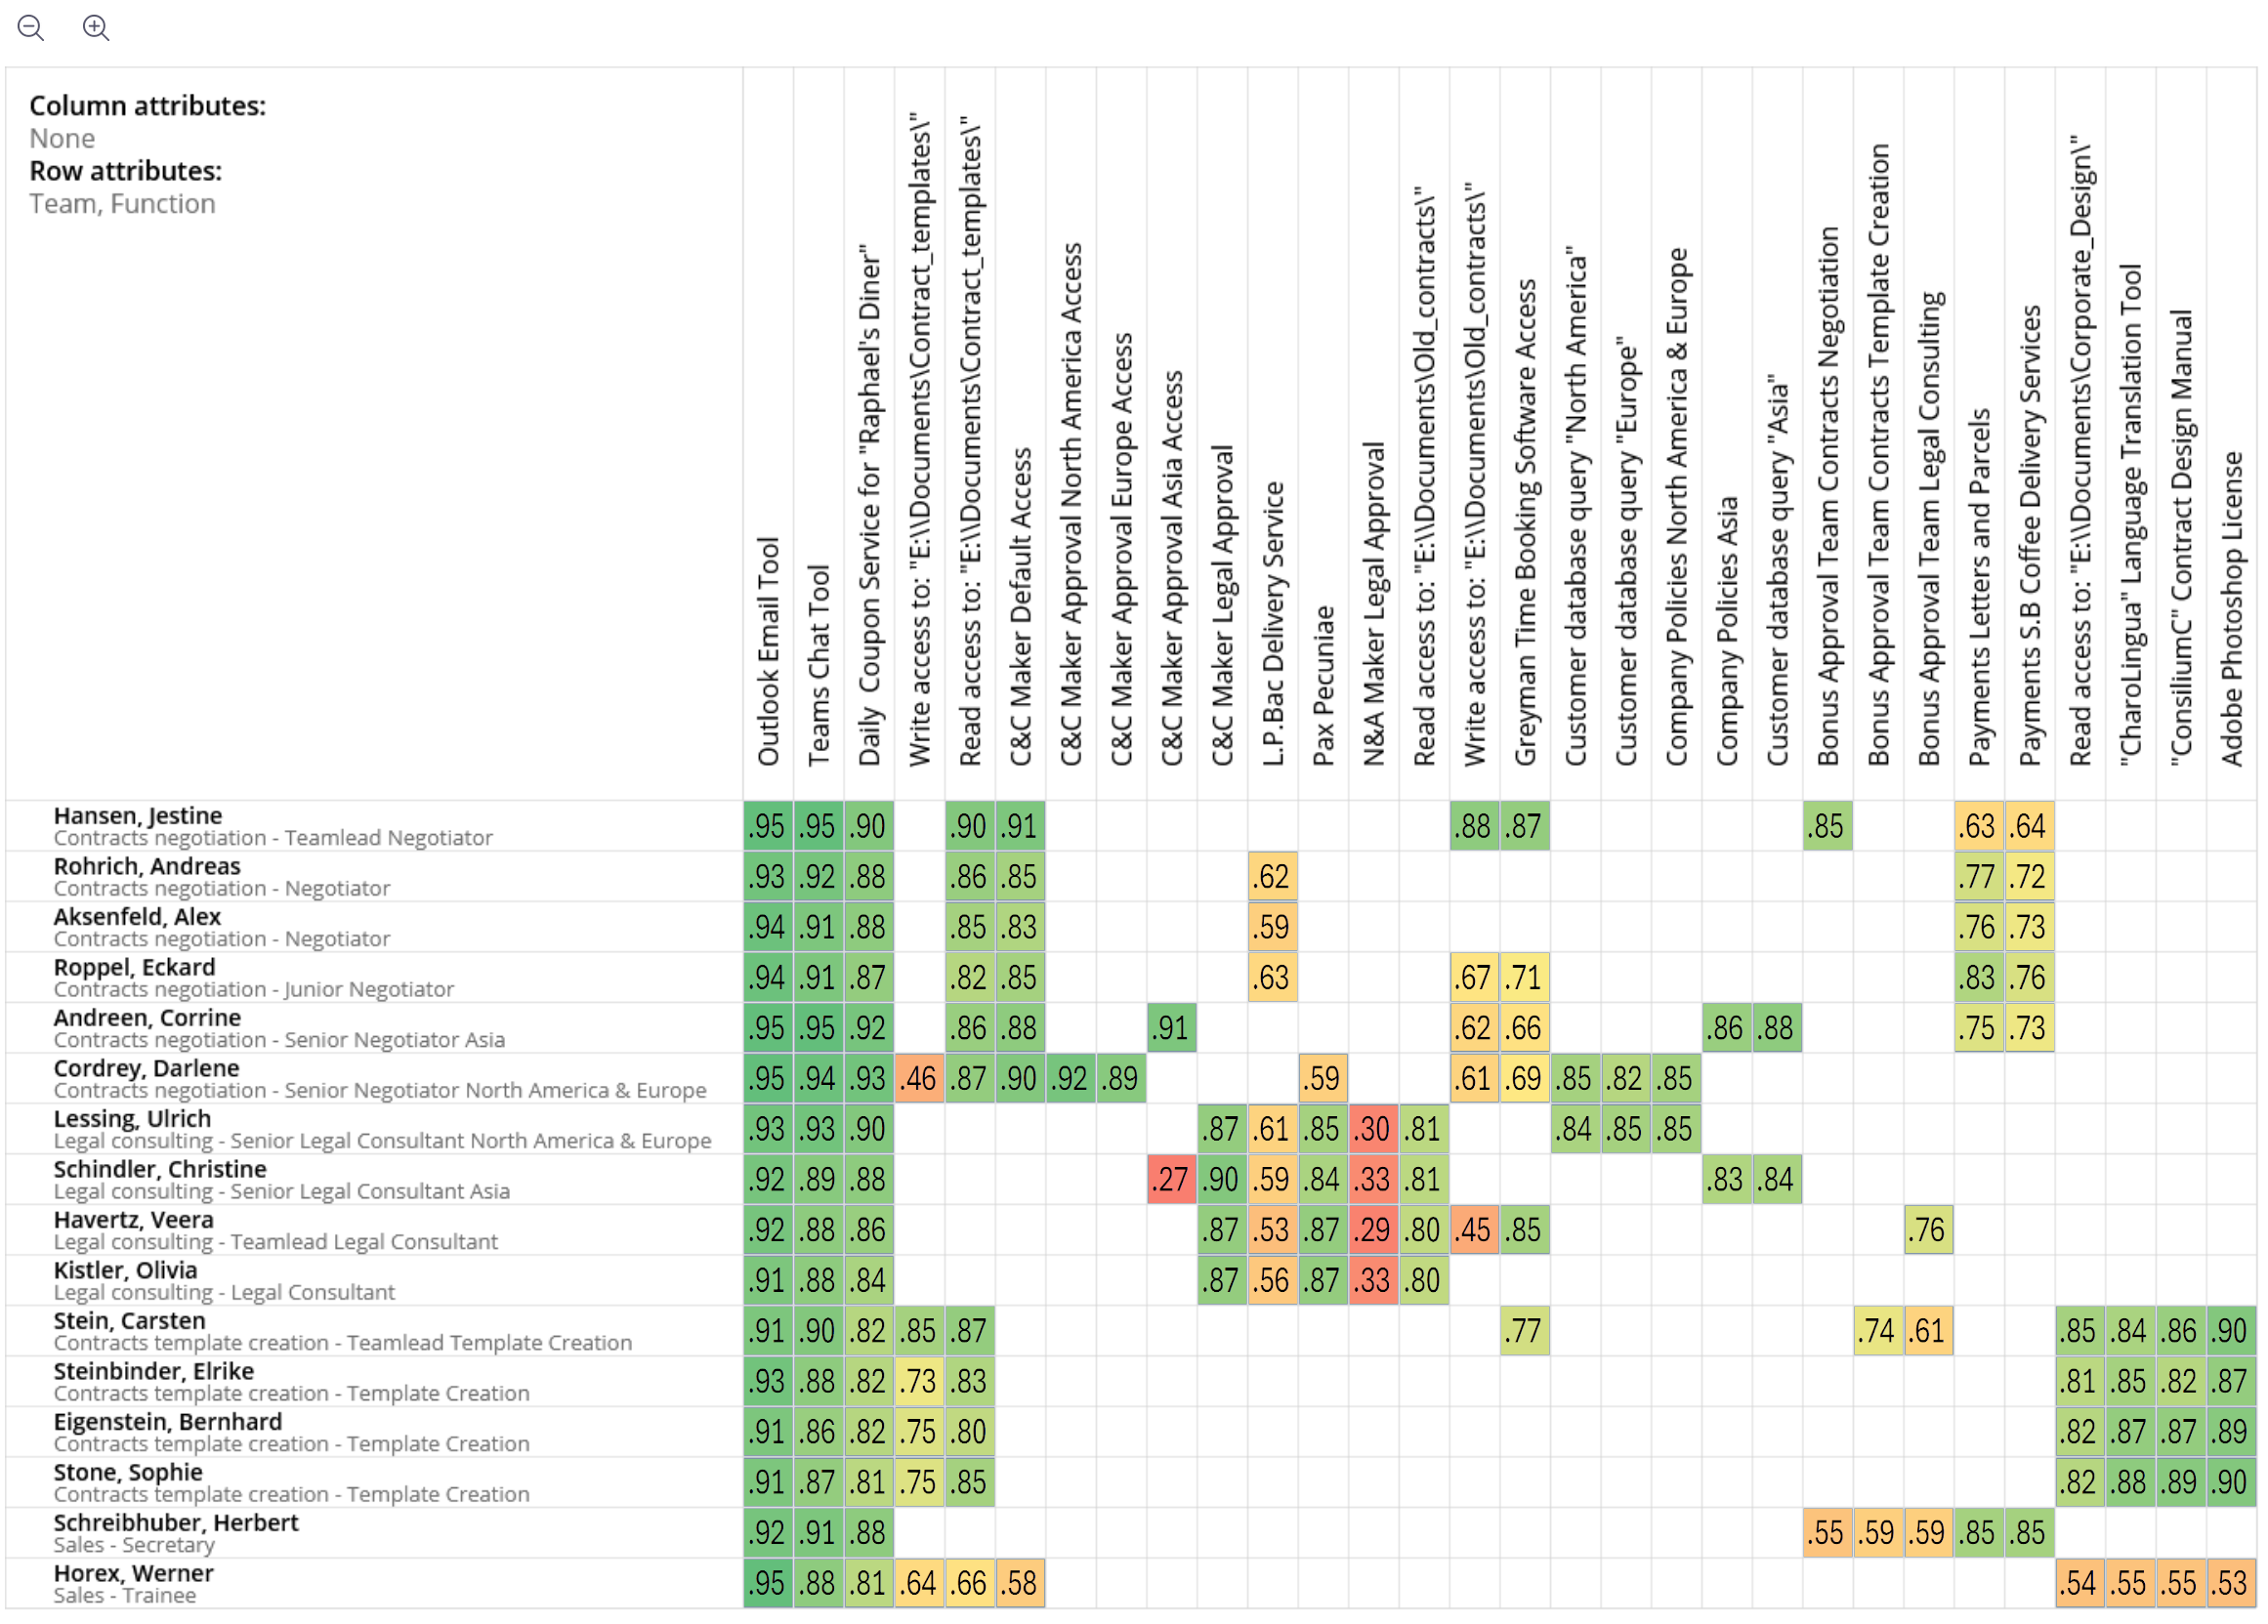 Column attributes:
None
Row attributes:
Team, Function
Outlook Email Tool
Teams Chat Tool
Daily  Coupon Service for "Raphael's Diner"
Write access to: "E:\\Documents\Contract_templates\"
Read access to: "E:\\Documents\Contract_templates\"
C&C Maker Default Access
C&C Maker Approval North America Access
C&C Maker Approval Europe Access
C&C Maker Approval Asia Access
C&C Maker Legal Approval
L.P.Bac Delivery Service
Pax Pecuniae
N&A Maker Legal Approval
Read access to: "E:\\Documents\Old_contracts\"
Write access to: "E:\\Documents\Old_contracts\"
Greyman Time Booking Software Access
Customer database query "North America"
Customer database query "Europe"
Company Policies North America & Europe
Company Policies Asia
Customer database query "Asia"
Bonus Approval Team Contracts Negotiation
Bonus Approval Team Contracts Template Creation
Bonus Approval Team Legal Consulting
Payments Letters and Parcels
Payments S.B Coffee Delivery Services
Read access to: "E:\\Documents\Corporate_Design\"
"CharoLingua" Language Translation Tool
"ConsiliumC" Contract Design Manual
Adobe Photoshop License
Hansen, Jestine
Contracts negotiation - Teamlead Negotiator
.95 .95 .90 .90 .91 .88 .87 .85 .63 .64
Rohrich, Andreas
Contracts negotiation - Negotiator
.93 .92 .88 .86 .85 .62 .77 .72
Aksenfeld, Alex
Contracts negotiation - Negotiator
.94 .91 .88 .85 .83 .59 .76 .73
Roppel, Eckard
Contracts negotiation - Junior Negotiator
.94 .91 .87 .82 .85 .63 .67 .71 .83 .76
Andreen, Corrine
Contracts negotiation - Senior Negotiator Asia
.95 .95 .92 .86 .88 .91 .62 .66 .86 .88 .75 .73
Cordrey, Darlene
Contracts negotiation - Senior Negotiator North America & Europe
.95 .94 .93 .46 .87 .90 .92 .89 .59 .61 .69 .85 .82 .85
Lessing, Ulrich
Legal consulting - Senior Legal Consultant North America & Europe
.93 .93 .90 .87 .61 .85 .30 .81 .84 .85 .85
Schindler, Christine
Legal consulting - Senior Legal Consultant Asia
.92 .89 .88 .27 .90 .59 .84 .33 .81 .83 .84
Havertz, Veera
Legal consulting - Teamlead Legal Consultant
.92 .88 .86 .87 .53 .87 .29 .80 .45 .85 .76
Kistler, Olivia
Legal consulting - Legal Consultant
.91 .88 .84 .87 .56 .87 .33 .80
Stein, Carsten
Contracts template creation - Teamlead Template Creation
.91 .90 .82 .85 .87 .77 .74 .61 .85 .84 .86 .90
Steinbinder, Elrike
Contracts template creation - Template Creation
.93 .88 .82 .73 .83 .81 .85 .82 .87
Eigenstein, Bernhard
Contracts template creation - Template Creation
.91 .86 .82 .75 .80 .82 .87 .87 .89
Stone, Sophie
Contracts template creation - Template Creation
.91 .87 .81 .75 .85 .82 .88 .89 .90
Schreibhuber, Herbert
Sales - Secretary
.92 .91 .88 .55 .59 .59 .85 .85
Horex, Werner
Sales - Trainee
.95 .88 .81 .64 .66 .58 .54 .55 .55 .53